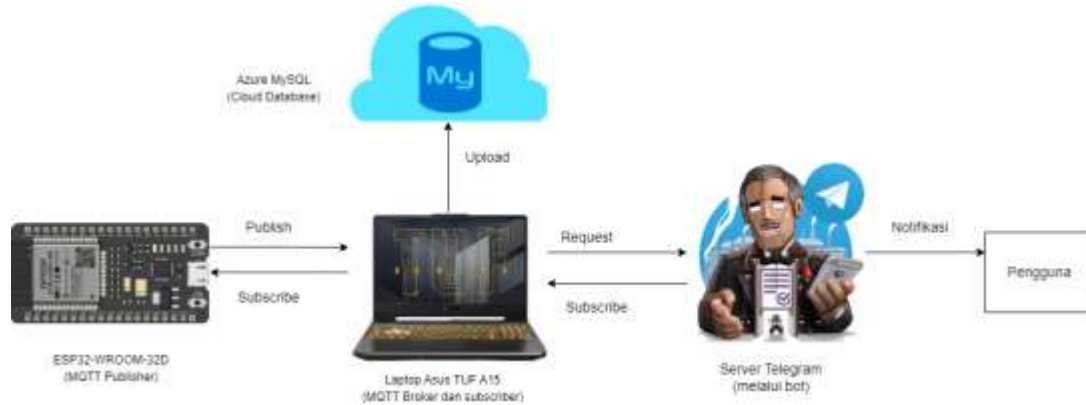 Azure MySQL
(Cloud Database)
My
Upload
Publish
Subscribe
Request
Subscribe
Notifikasi
Pengguna
ESP32-WROOM-32D
(MQTT Publisher)
Laptop Asus TUF A15
(MQTT Broker dan subscriber)
Server Telegram
(melalui bot)